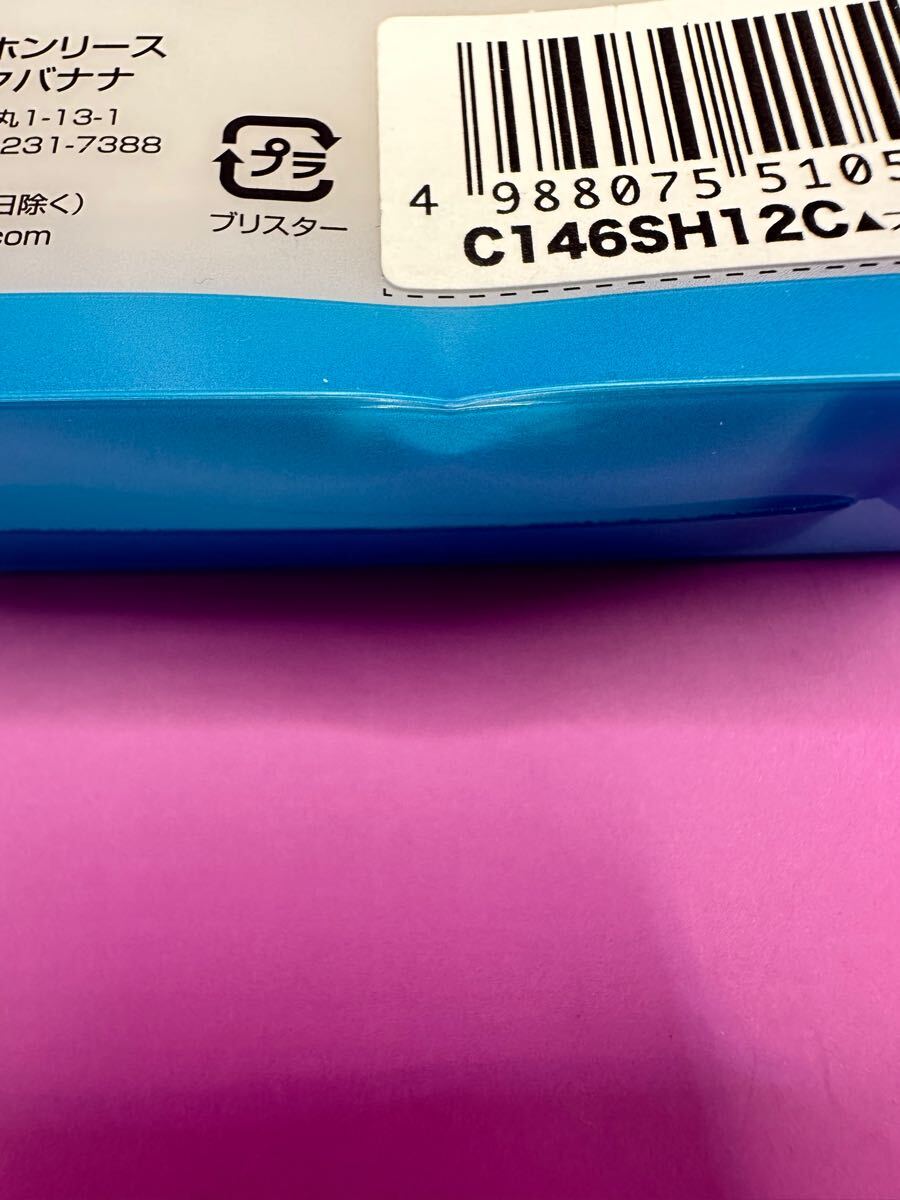 ホンリース
バナナ
丸1-13-1
231-7388
日除く)
.com
プラ
ブリスター
4 988075 5105
C146SH12C▲